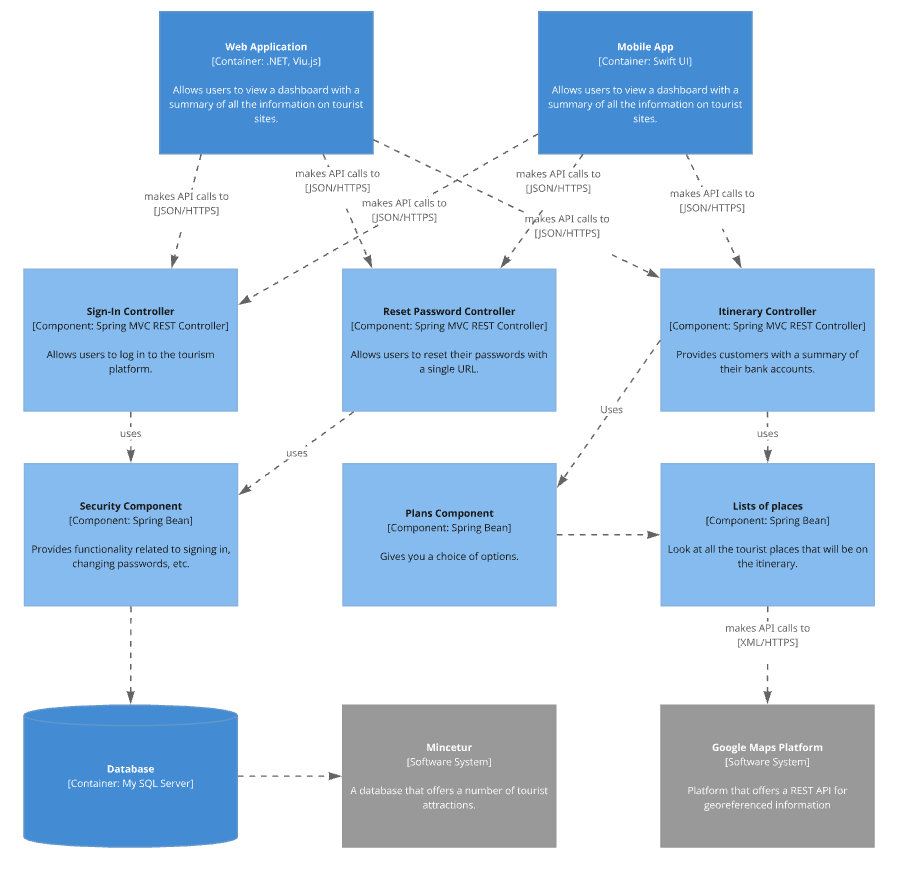 Web Application
[Container: .NET, Viu.js]
Allows users to view a dashboard with a
summary of all the information on tourist
sites.
Mobile App
[Container: Swift UI]
Allows users to view a dashboard with a
summary of all the information on tourist
sites.
makes API calls to
[JSON/HTTPS]
makes API calls to
[JSON/HTTPS]
makes API calls to
[JSON/HTTPS]
makes API calls to
[JSON/HTTPS]
makes API calls to
[JSON/HTTPS]
makes API calls to
[JSON/HTTPS]
Sign-In Controller
[Component: Spring MVC REST Controller]
Allows users to log in to the tourism
platform.
Reset Password Controller
[Component: Spring MVC REST Controller]
Allows users to reset their passwords with
a single URL.
Itinerary Controller
[Component: Spring MVC REST Controller]
Provides customers with a summary of
their bank accounts.
uses
uses
Uses
uses
Security Component
[Component: Spring Bean]
Provides functionality related to signing in,
changing passwords, etc.
Plans Component
[Component: Spring Bean]
Gives you a choice of options.
Lists of places
[Component: Spring Bean]
Look at all the tourist places that will be on
the itinerary.
makes API calls to
[XML/HTTPS]
Database
[Container: My SQL Server]
Mincetur
[Software System]
A database that offers a number of tourist
attractions.
Google Maps Platform
[Software System]
Platform that offers a REST API for
georeferenced information